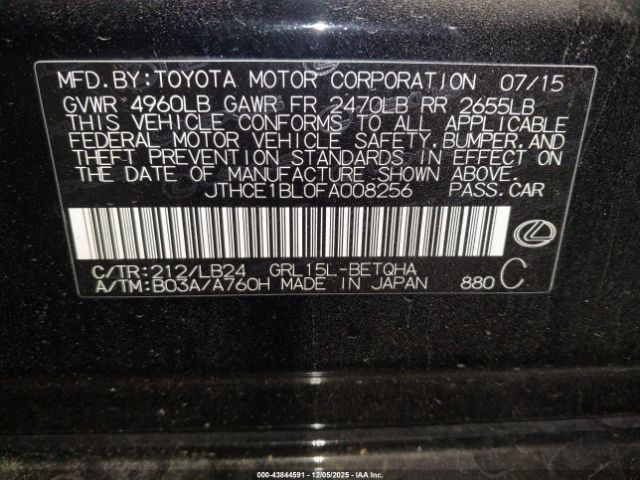 MFD.BY:TOYOTA MOTOR CORPORATION 07/15
GVWR 4960LB GAWR FR 2470LB RR 2655LB
THIS VEHICLE CONFORMS TO ALL APPLICABLE
FEDERAL MOTOR VEHICLE SAFETY,BUMPER,AND
THEFT PREVENTION STANDARDS IN EFFECT ON
THE DATE OF MANUFACTURE SHOWN ABOVE.
JTHCE1BL0FA008256 PASS.CAR
C/TR:212/LB24 GRL15L-BETQHA
A/TM:B03A/A760H MADE IN JAPAN 880 C
000-43844591 - 12/05/2025 - IAA Inc.